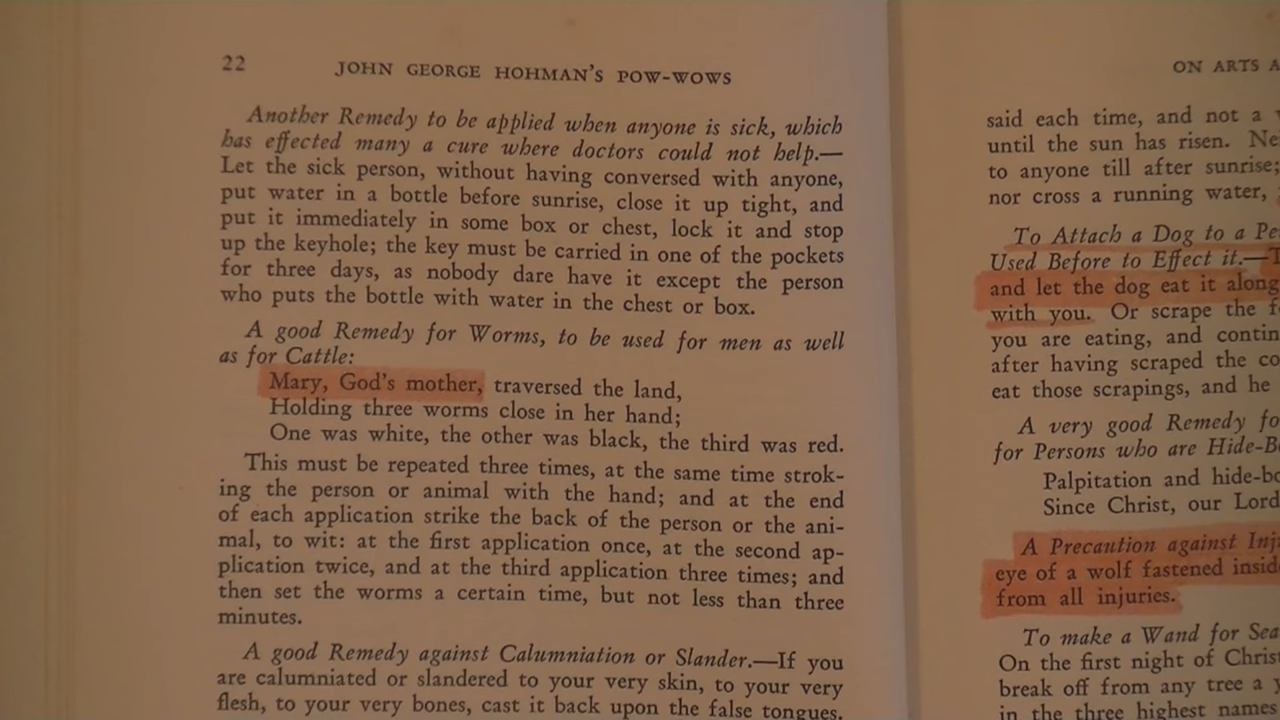 22 JOHN GEORGE HOHMAN'S POW-WOWS
Another Remedy to be applied when anyone is sick, which
has effected many a cure where doctors could not help.—
Let the sick person, without having conversed with anyone,
put water in a bottle before sunrise, close it up tight, and
put it immediately in some box or chest, lock it and stop
up the keyhole; the key must be carried in one of the pockets
for three days, as nobody dare have it except the person
who puts the bottle with water in the chest or box.
A good Remedy for Worms, to be used for men as well
as for Cattle:
Mary, God's mother, traversed the land,
Holding three worms close in her hand;
One was white, the other was black, the third was red.
This must be repeated three times, at the same time strok-
ing the person or animal with the hand; and at the end
of each application strike the back of the person or the ani-
mal, to wit: at the first application once, at the second ap-
plication twice, and at the third application three times; and
then set the worms a certain time, but not less than three
minutes.
A good Remedy against Calumniation or Slander.—If you
are calumniated or slandered to your very skin, to your very
flesh, to your very bones, cast it back upon the false tongues.
ON ARTS
said each time, and not a
until the sun has risen.
to anyone till after sunrise;
nor cross a running water,
To Attach a Dog to a
Used Before to Effect it.—
and let the dog eat it along
with you. Or scrape the
you are eating, and
after having scraped the
eat those scrapings, and he
A very good Remedy
for Persons who are
Palpitation and
Since Christ, our Lord
A Precaution against
eye of a wolf fastened
from all injuries.
To make a Wand for
On the first night of
break off from any tree a
in the three highest names